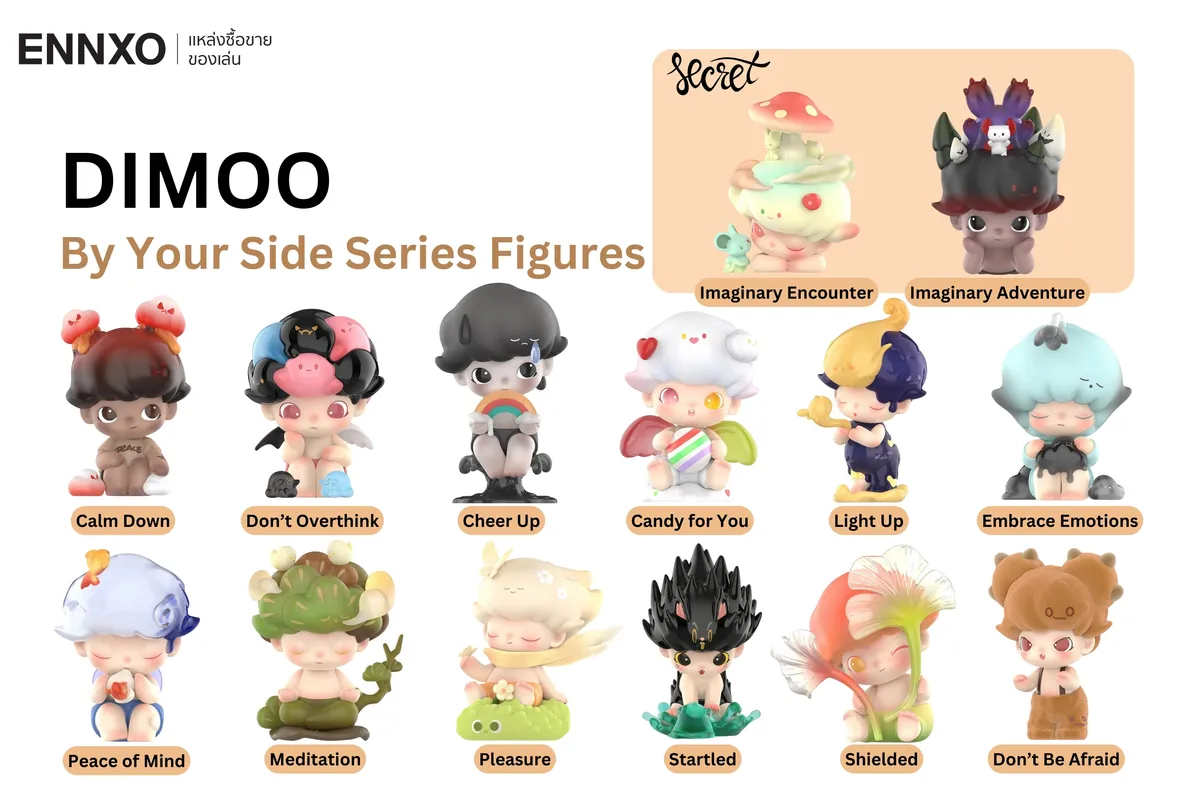 ENNXO
แหล่งซื้อขาย
ของเล่น
Secret
DIMOO
By Your Side Series Figures
Imaginary Encounter
Imaginary Adventure
PEACE
Calm Down
Don’t Overthink
Cheer Up
Candy for You
Light Up
Embrace Emotions
Peace of Mind
Meditation
Pleasure
Startled
Shielded
Don’t Be Afraid